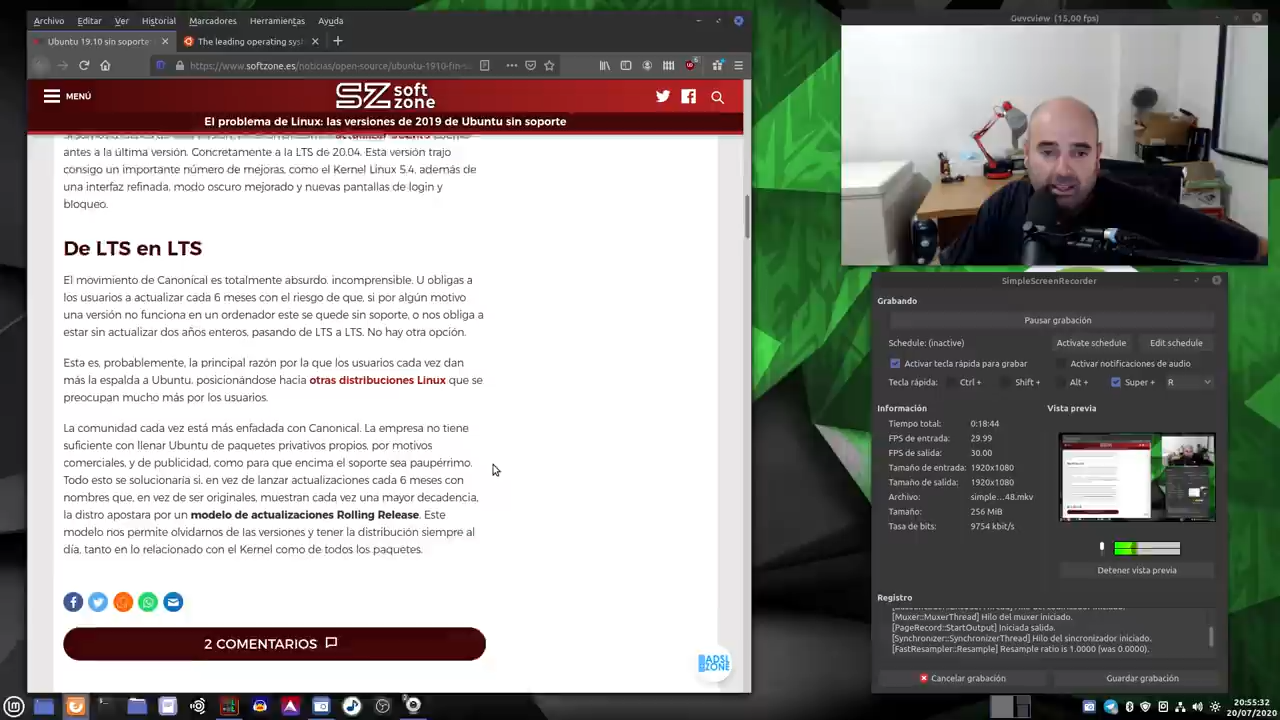 Archivo Editar Ver Historial Marcadores Herramientas Ayuda
Ubuntu 19.10 sin soporte
The leading operating sys
https://www.softzone.es/noticias/open-source/ubuntu-1910-fin-s
MENÚ
SZ soft zone
El problema de Linux: las versiones de 2019 de Ubuntu sin soporte
antes a la última versión. Concretamente a la LTS de 20.04. Esta versión trajo
consigo un importante número de mejoras, como el Kernel Linux 5.4, además de
una interfaz refinada, modo oscuro mejorado y nuevas pantallas de login y
bloqueo.
De LTS en LTS
El movimiento de Canonical es totalmente absurdo incomprensible. U obligas a
los usuarios a actualizar cada 6 meses con el riesgo de que, si por algún motivo
una versión no funciona en un ordenador este se quede sin soporte, o nos obliga a
estar sin actualizar dos años enteros, pasando de LTS a LTS. No hay otra opción.
Esta es, probablemente, la principal razón por la que los usuarios cada vez dan
más la espalda a Ubuntu, posicionándose hacia otras distribuciones Linux que se
preocupan mucho más por los usuarios.
La comunidad cada vez está más enfadada con Canonical. La empresa no tiene
suficiente con llenar Ubuntu de paquetes privativos propios, por motivos
comerciales, y de publicidad, como para que encima el soporte sea paupérrimo.
Todo esto se solucionaría si, en vez de lanzar actualizaciones cada 6 meses con
nombres que, en vez de ser originales, muestran cada vez una mayor decadencia,
la distro apostara por un modelo de actualizaciones Rolling Release. Este
modelo nos permite olvidarnos de las versiones y tener la distribución siempre al
día, tanto en lo relacionado con el Kernel como de todos los paquetes.
2 COMENTARIOS
ADSL ZONE
Guvcview (15,00 fps)
SimpleScreenRecorder
Grabando
Pausar grabación
Schedule: (inactive) Activate schedule Edit schedule
Activar tecla rápida para grabar Activar notificaciones de audio
Tecla rápida: Ctrl + Shift + Alt + Super + R
Información Vista previa
Tiempo total: 0:18:44
FPS de entrada: 29.99
FPS de salida: 30.00
Tamaño de entrada: 1920x1080
Tamaño de salida: 1920x1080
Archivo: simple...48.mkv
Tamaño: 256 MiB
Tasa de bits: 9754 kbit/s
Detener vista previa
Registro
[Muxer::MuxerThread] Hilo del muxer iniciado.
[PageRecord::StartOutput] Iniciada salida.
[Synchronizer::SynchronizerThread] Hilo del sincronizador iniciado.
[FastResampler::Resample] Resample ratio is 1.0000 (was 0.0000).
Cancelar grabación Guardar grabación
20:55:32
20/07/2020